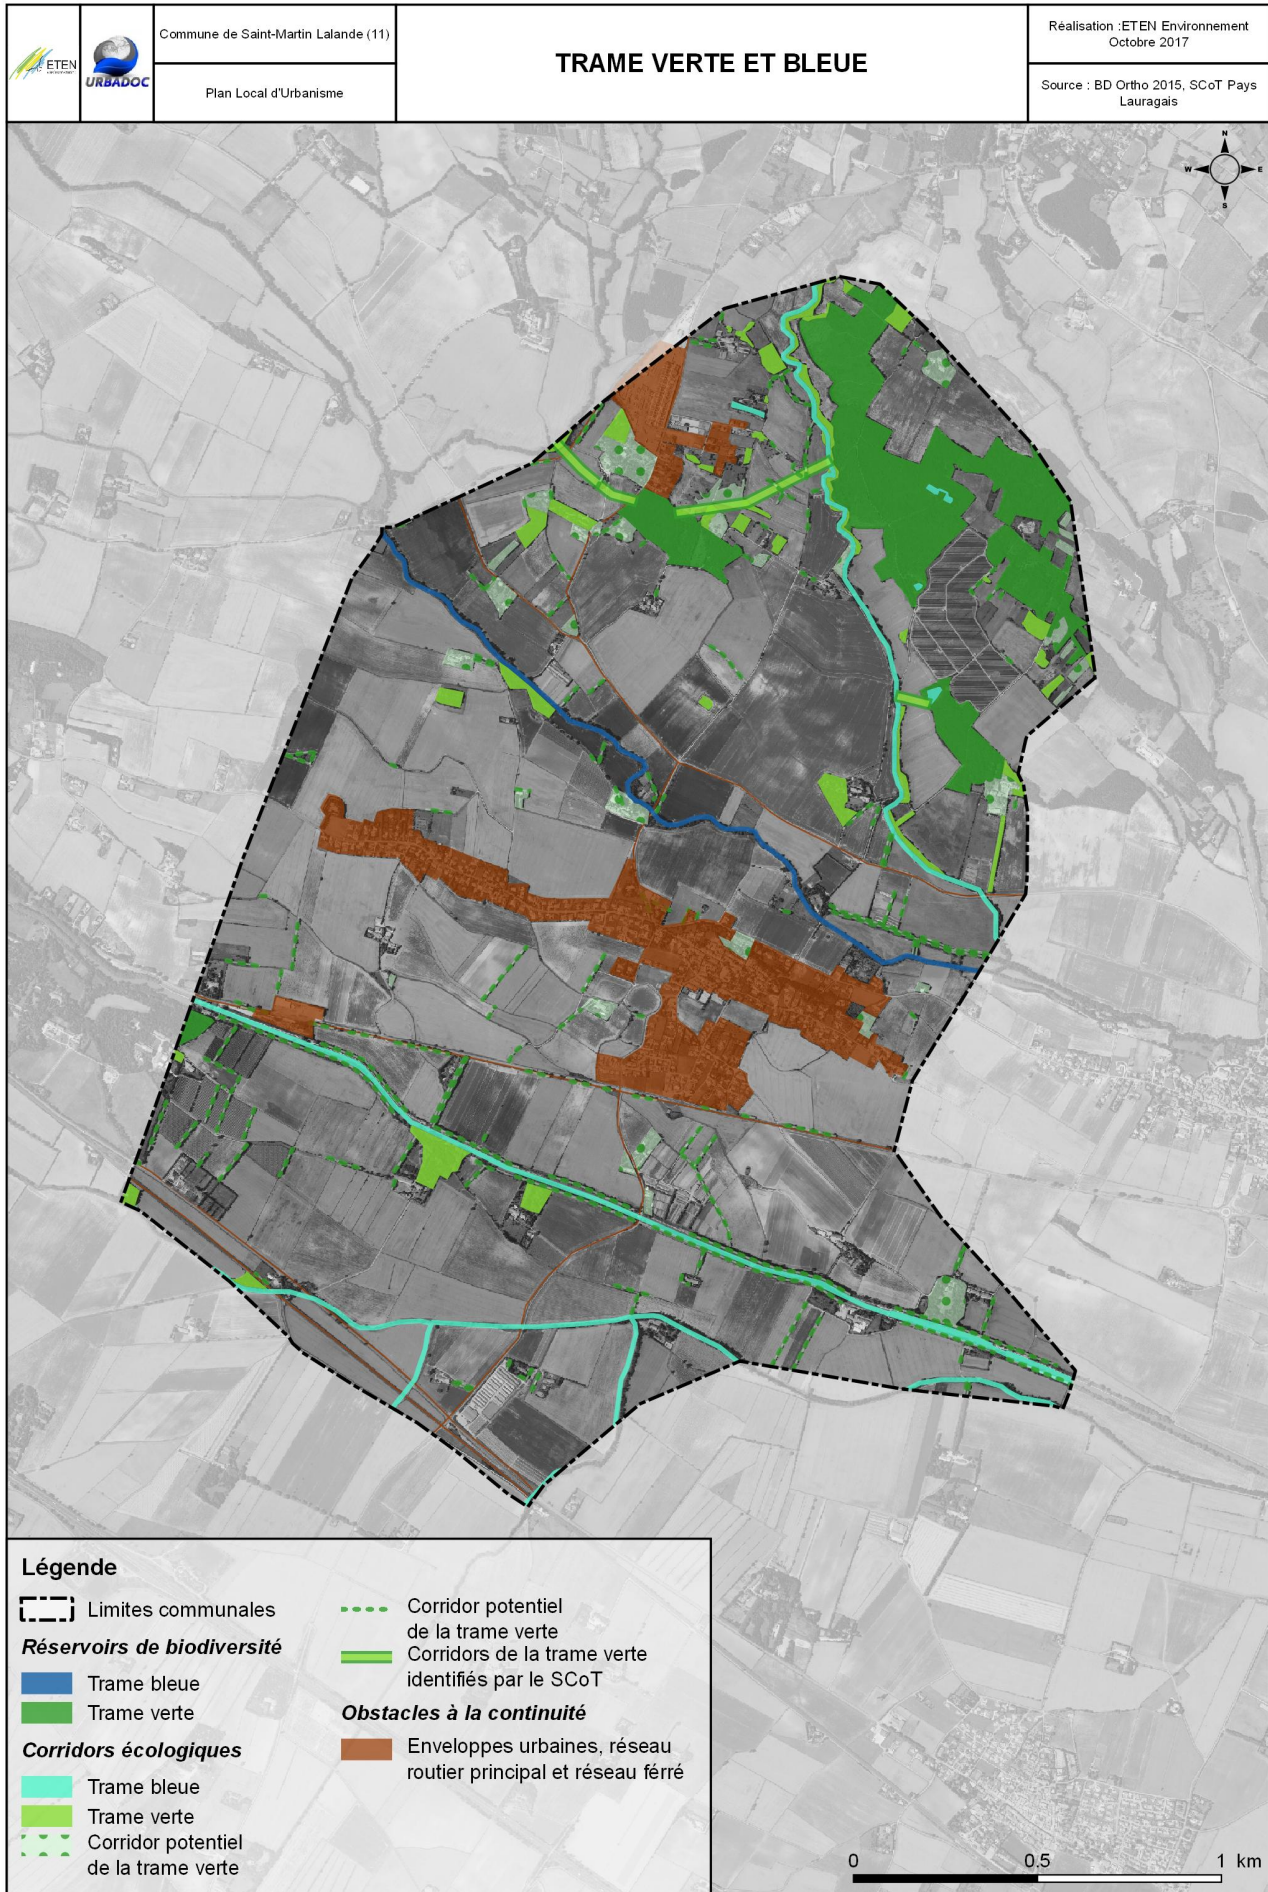 ETEN
URBADOC
Commune de Saint-Martin Lalande (11)
Plan Local d'Urbanisme
TRAME VERTE ET BLEUE
Réalisation :ETEN Environnement
Octobre 2017
Source : BD Ortho 2015, SCoT Pays
Lauragais
N
W E
S
Légende
Limites communales
Réservoirs de biodiversité
Trame bleue
Trame verte
Corridors écologiques
Trame bleue
Trame verte
Corridor potentiel
de la trame verte
Corridor potentiel
de la trame verte
Corridors de la trame verte
identifiés par le SCoT
Obstacles à la continuité
Enveloppes urbaines, réseau
routier principal et réseau férré
0 0,5 1 km